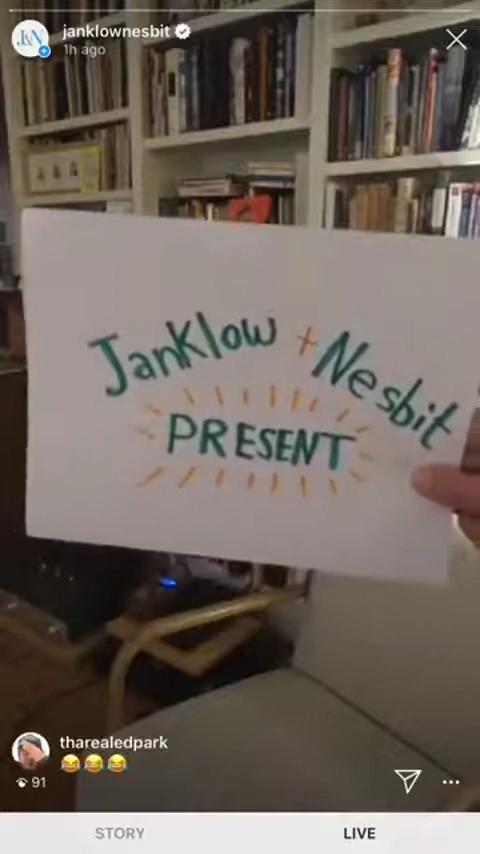 janklownesbit
1h ago
Janklow + Nesbit
PRESENT
tharealedpark
😂😂😂
91
STORY
LIVE